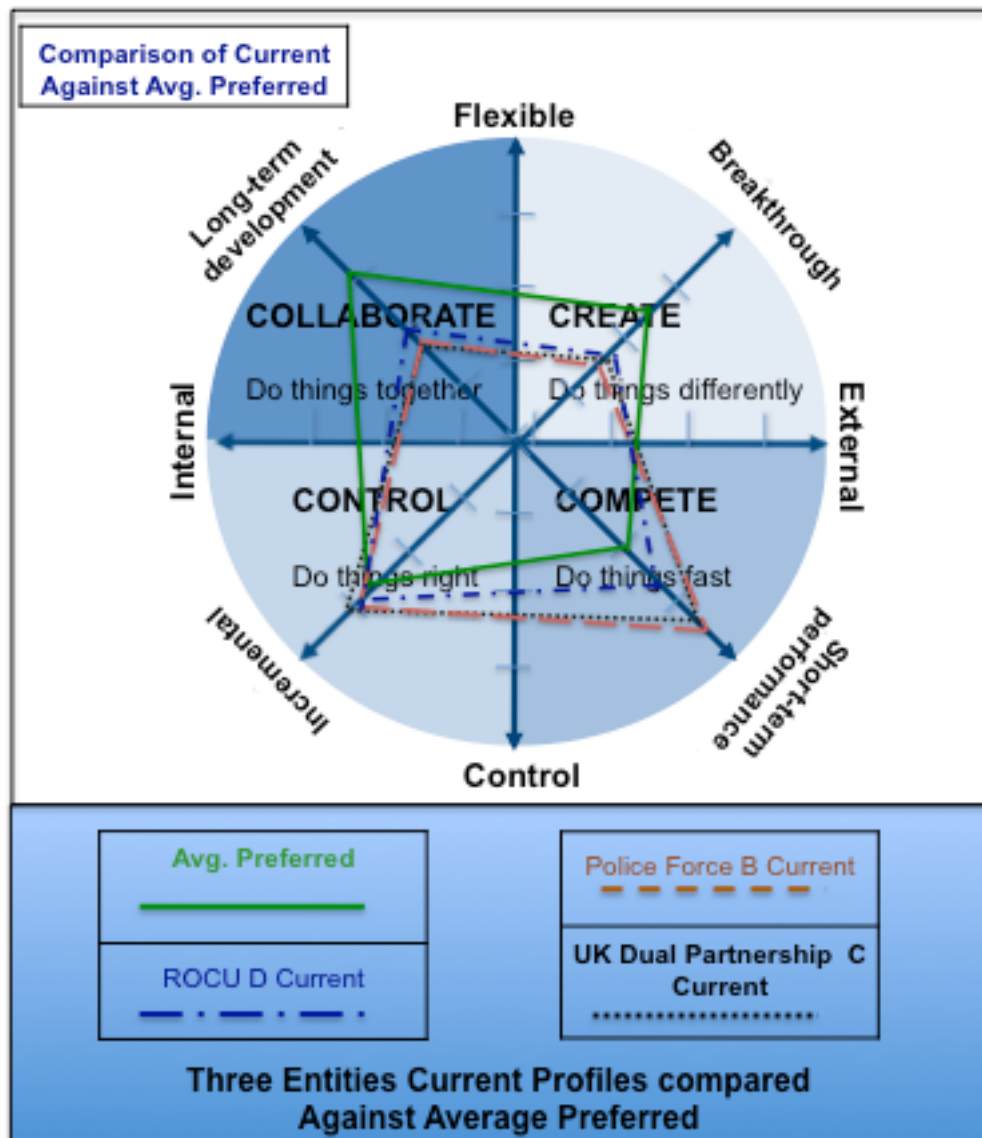 Comparison of Current
Against Avg. Preferred
Flexible
Long-term
development
Breakthrough
COLLABORATE
CREATE
Do things together
Do things differently
Internal
External
CONTROL
COMPETE
Do things right
Do things fast
Incremental
Short-term
performance
Control
Avg. Preferred
Police Force B Current
ROCU D Current
UK Dual Partnership C
Current
Three Entities Current Profiles compared
Against Average Preferred